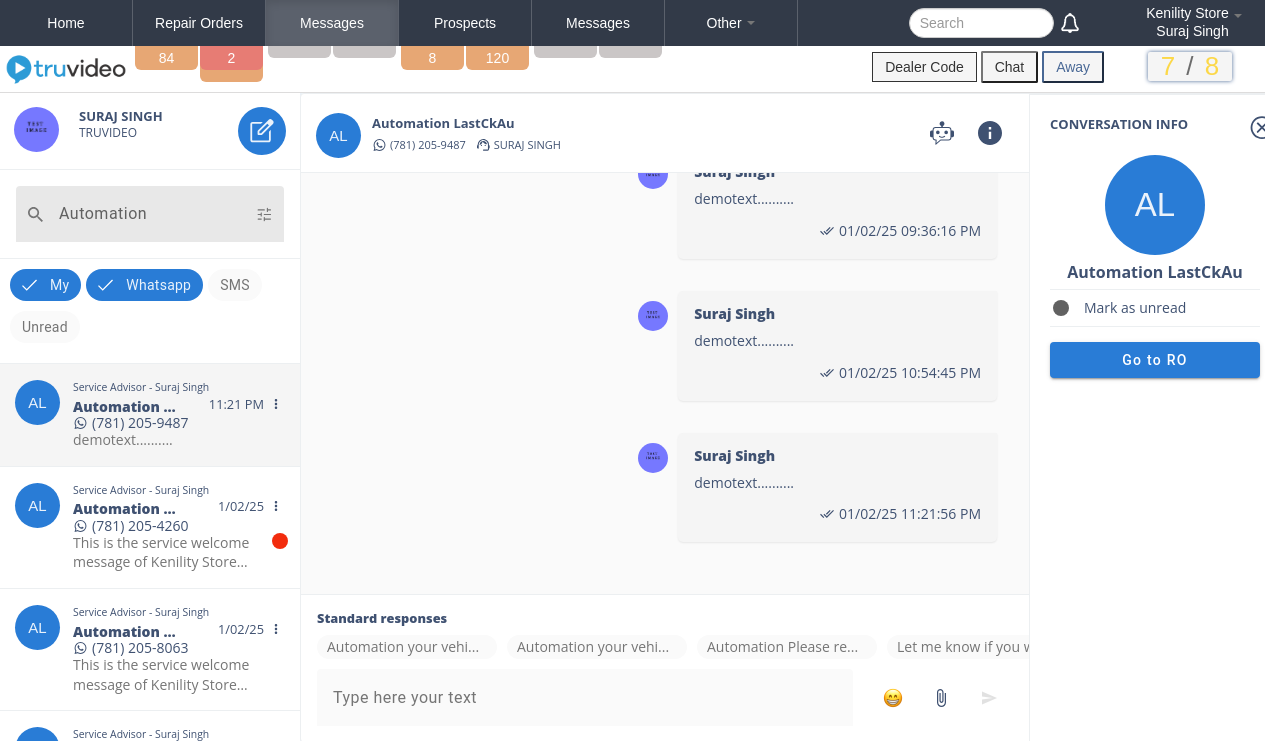 Home
Repair Orders
Messages
Prospects
Messages
Other
Search
Kenility Store
Suraj Singh
truvideo
84
2
8
120
Dealer Code
Chat
Away
7 / 8
SURAJ SINGH
TRUVIDEO
Automation
My
Whatsapp
SMS
Unread
Service Advisor - Suraj Singh
Automation ...
11:21 PM
(781) 205-9487
demotext..........
Service Advisor - Suraj Singh
Automation ...
1/02/25
(781) 205-4260
This is the service welcome
message of Kenility Store...
Service Advisor - Suraj Singh
Automation ...
1/02/25
(781) 205-8063
This is the service welcome
message of Kenility Store...
Service Advisor - Suraj Singh
AL
AL
AL
AL
Automation LastCkAu
(781) 205-9487
SURAJ SINGH
Suraj Singh
demotext..........
01/02/25 09:36:16 PM
Suraj Singh
demotext..........
01/02/25 10:54:45 PM
Suraj Singh
demotext..........
01/02/25 11:21:56 PM
Standard responses
Automation your vehi...
Automation your vehi...
Automation Please re...
Let me know if you
Type here your text
CONVERSATION INFO
AL
Automation LastCkAu
Mark as unread
Go to RO